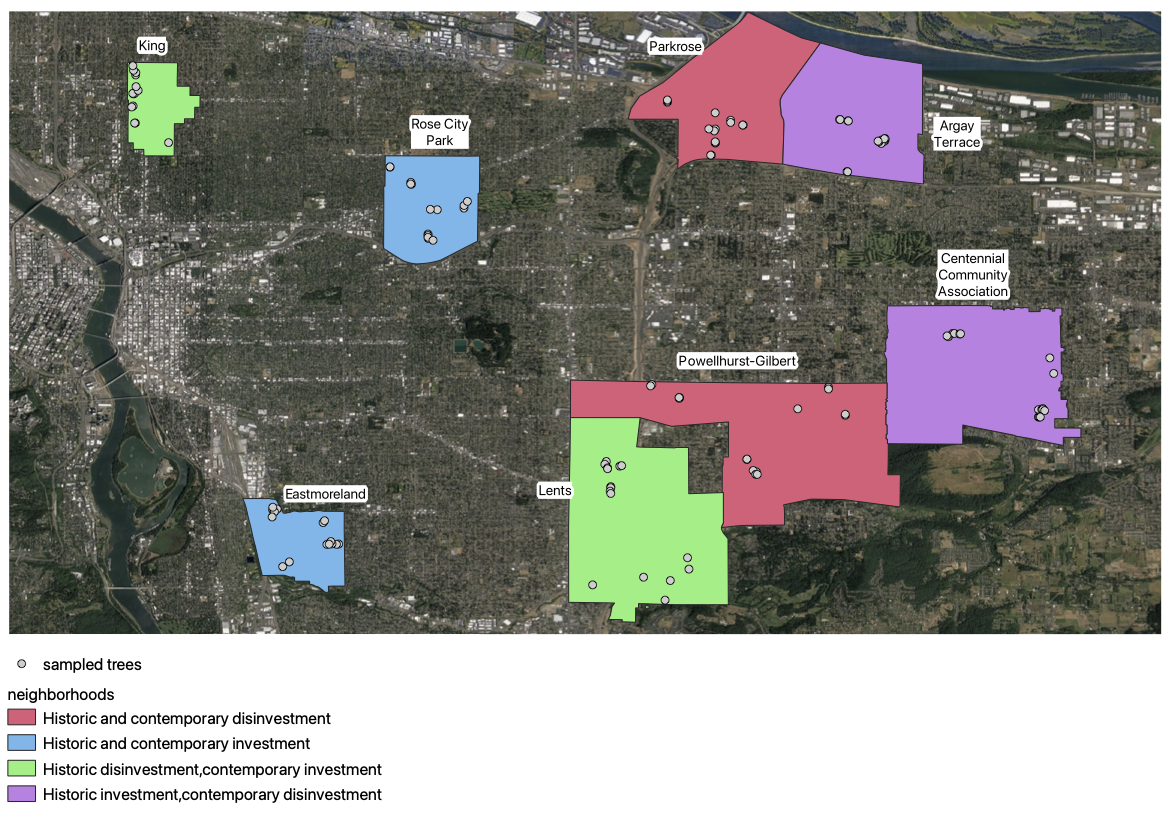 King
Parkrose
Rose City
Park
Argay
Terrace
Centennial
Community
Association
Powellhurst-Gilbert
Lents
Eastmoreland
sampled trees
neighborhoods
Historic and contemporary disinvestment
Historic and contemporary investment
Historic disinvestment,contemporary investment
Historic investment,contemporary disinvestment